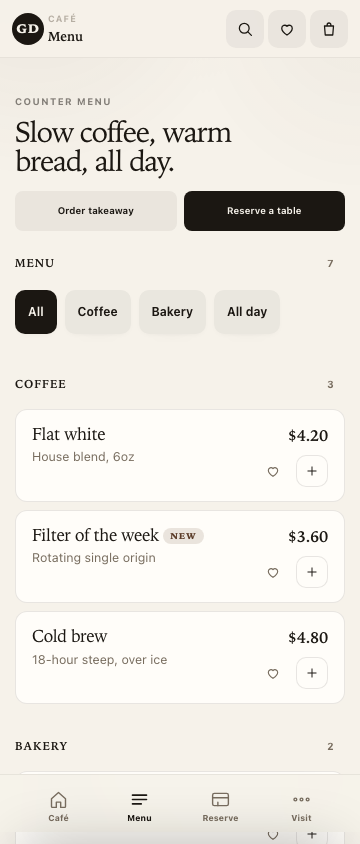 GD
CAFÉ
Menu
COUNTER MENU
Slow coffee, warm
bread, all day.
Order takeaway
Reserve a table
MENU
7
All
Coffee
Bakery
All day
COFFEE
3
Flat white
$4.20
House blend, 6oz
Filter of the week NEW
$3.60
Rotating single origin
Cold brew
$4.80
18-hour steep, over ice
BAKERY
2
Café
Menu
Reserve
Visit